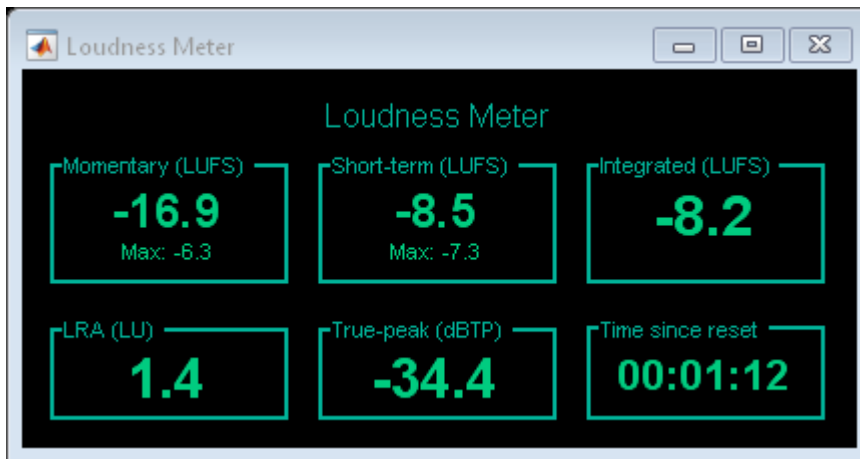 Loudness Meter
Loudness Meter
Momentary (LUFS)
-16.9
Max: -6.3
Short-term (LUFS)
-8.5
Max: -7.3
Integrated (LUFS)
-8.2
LRA (LU)
1.4
True-peak (dBTP)
-34.4
Time since reset
00:01:12